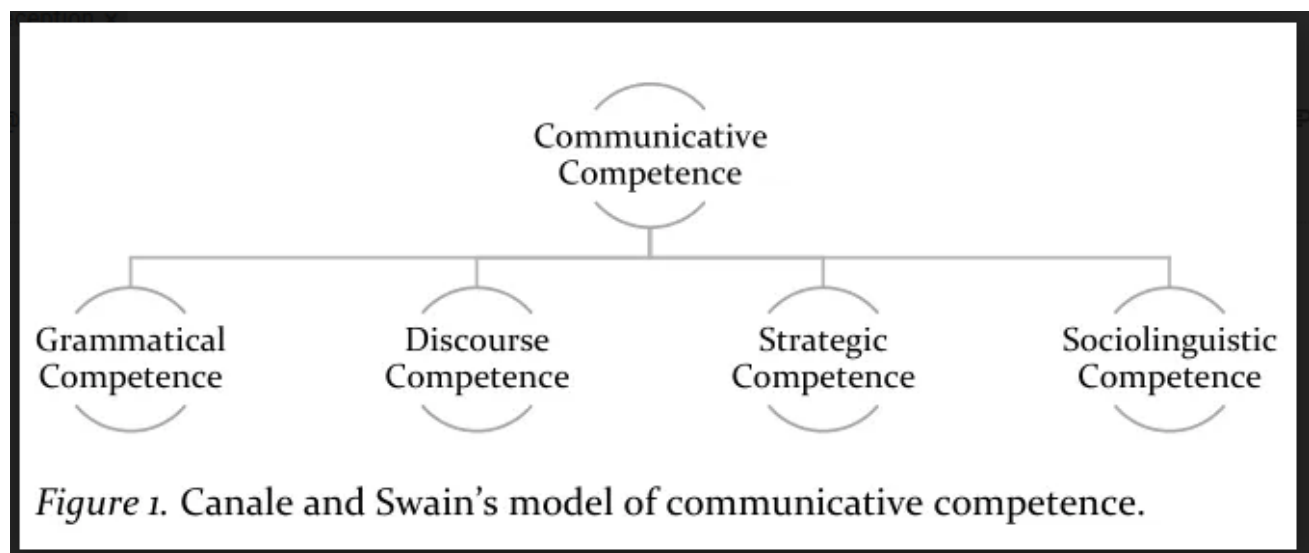 Communicative
Competence
Grammatical
Competence
Discourse
Competence
Strategic
Competence
Sociolinguistic
Competence
Figure 1. Canale and Swain’s model of communicative competence.